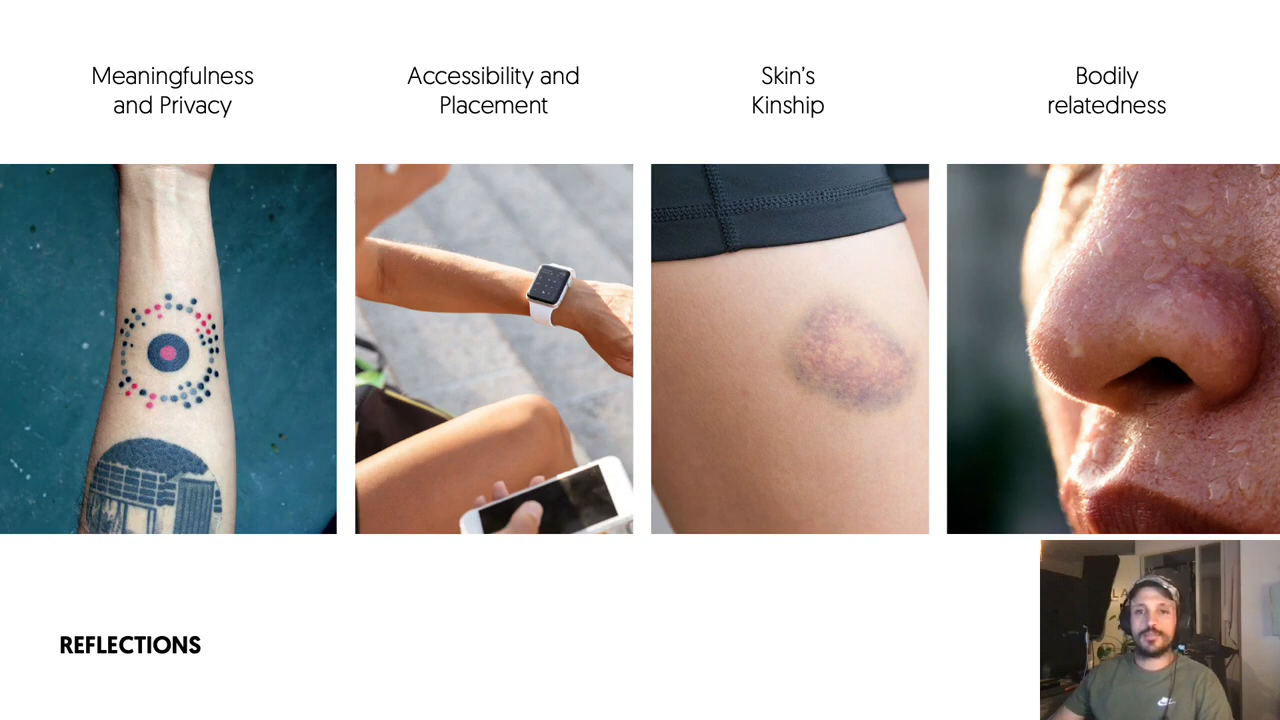 Meaningfulness
and Privacy
Accessibility and
Placement
Skin's
Kinship
Bodily
relatedness
REFLECTIONS